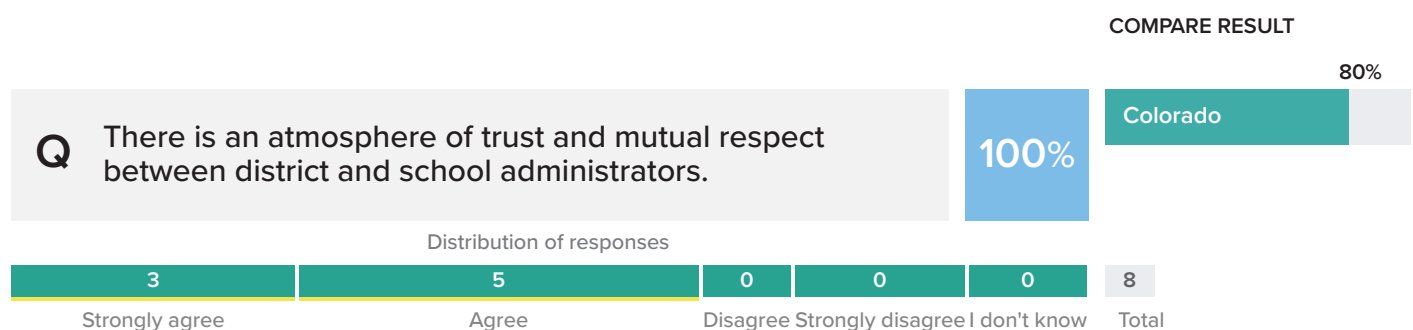 COMPARE RESULT
80%
Q
There is an atmosphere of trust and mutual respect
between district and school administrators.
100%
Colorado
Distribution of responses
3 5 0 0 0 8
Strongly agree Agree Disagree Strongly disagree I don't know Total